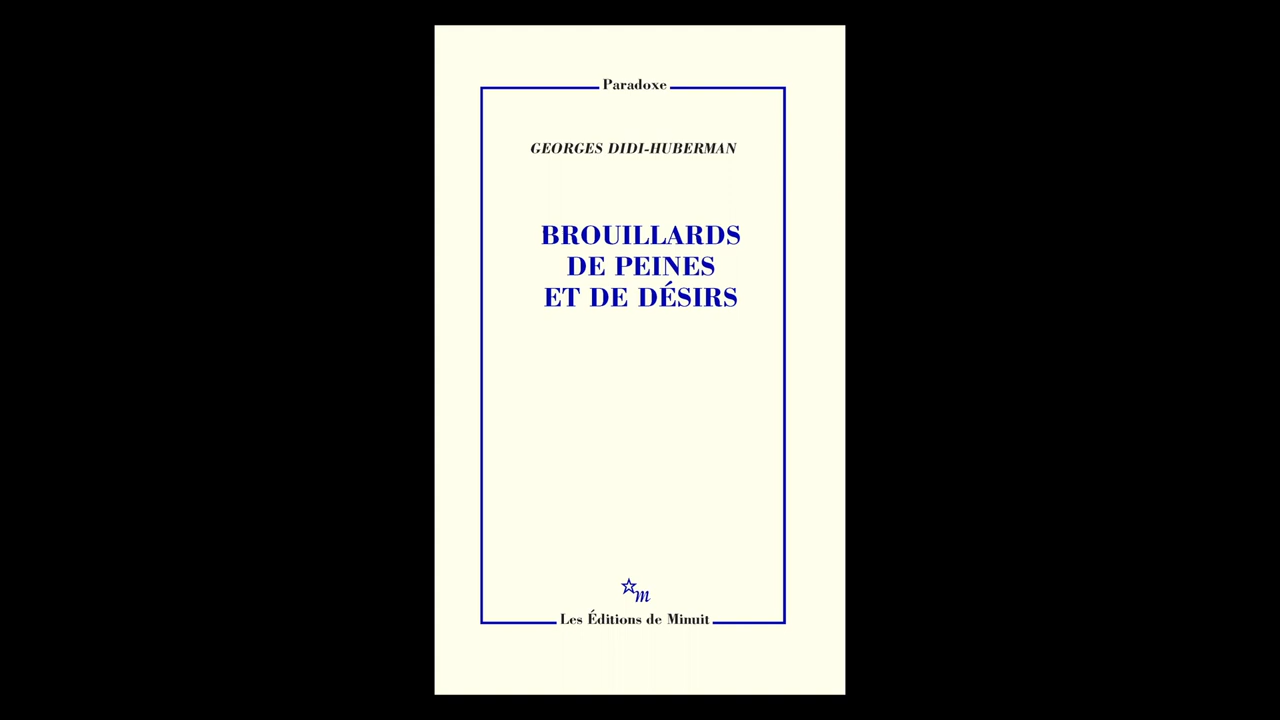 Paradoxe
GEORGES DIDI-HUBERMAN
BROUILLARDS
DE PEINES
ET DE DÉSIRS
m
Les Éditions de Minuit